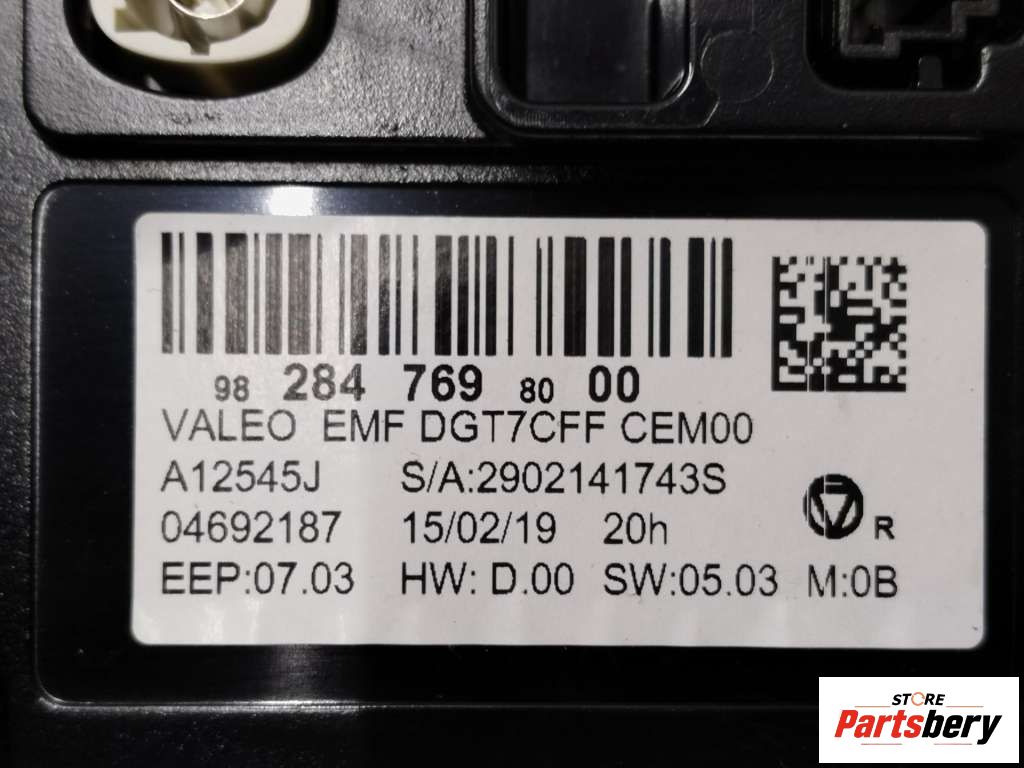 98 284 769 80 00
VALEO EMF DGT7CFF CEM00
A12545J S/A:2902141743S
04692187 15/02/19 20h
R
EEP:07.03 HW: D.00 SW:05.03 M:0B
STORE
Partsbery